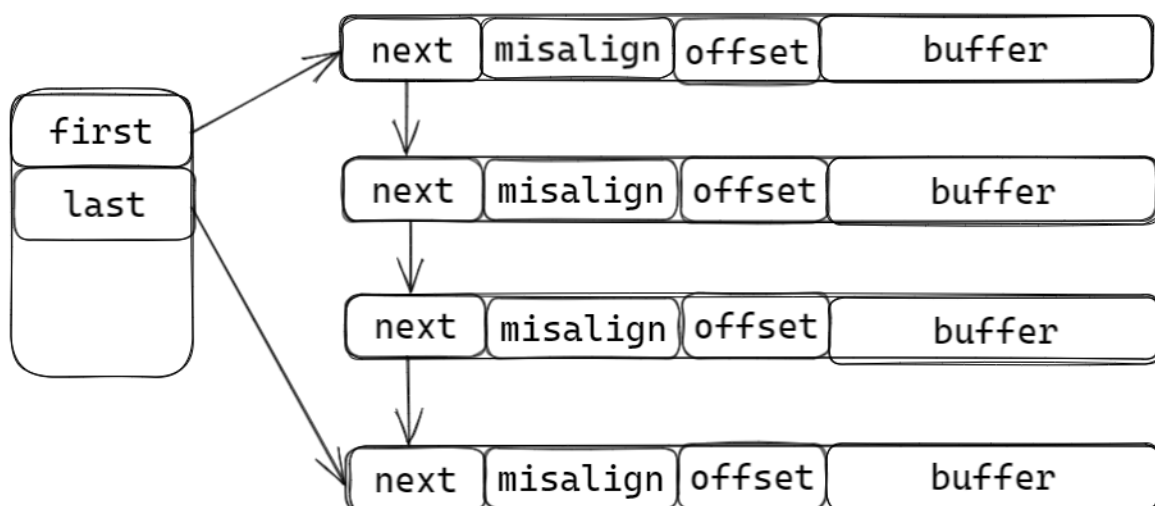 next misalign offset buffer
first
last
next misalign offset buffer
next misalign offset buffer
next misalign offset buffer